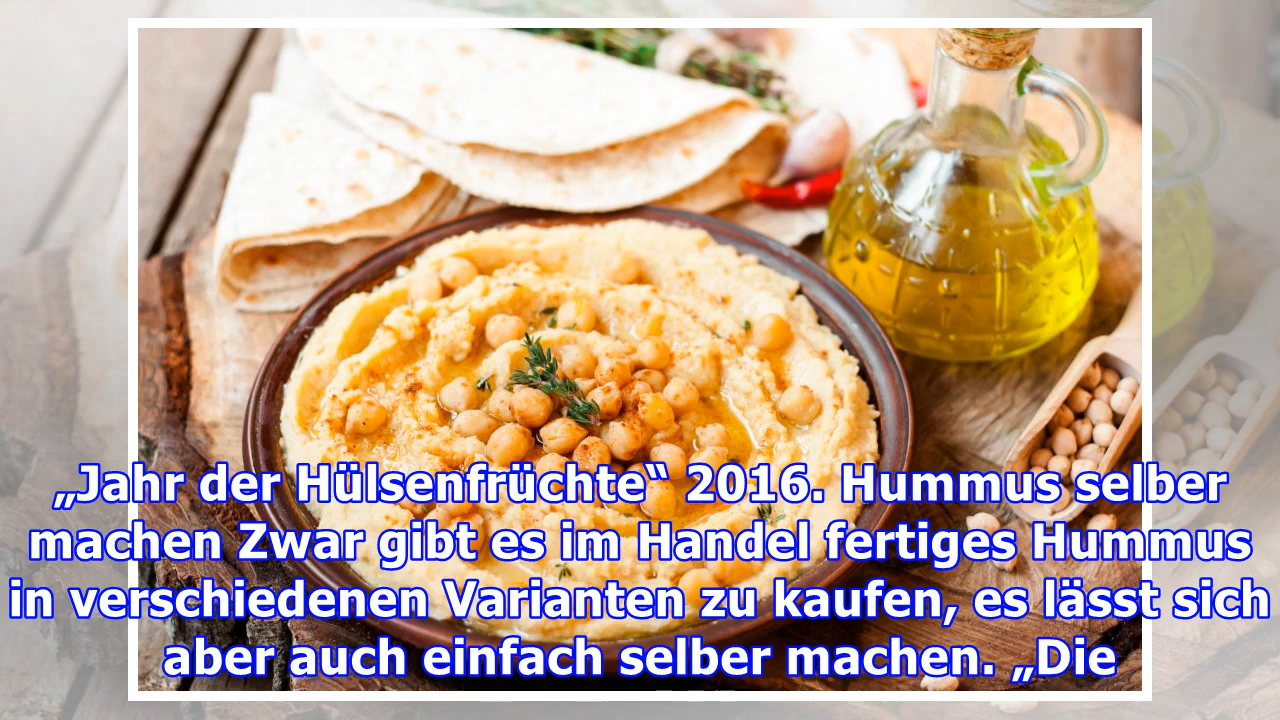 „Jahr der Hülsenfrüchte“ 2016. Hummus selber
machen Zwar gibt es im Handel fertiges Hummus
in verschiedenen Varianten zu kaufen, es lässt sich
aber auch einfach selber machen. „Die